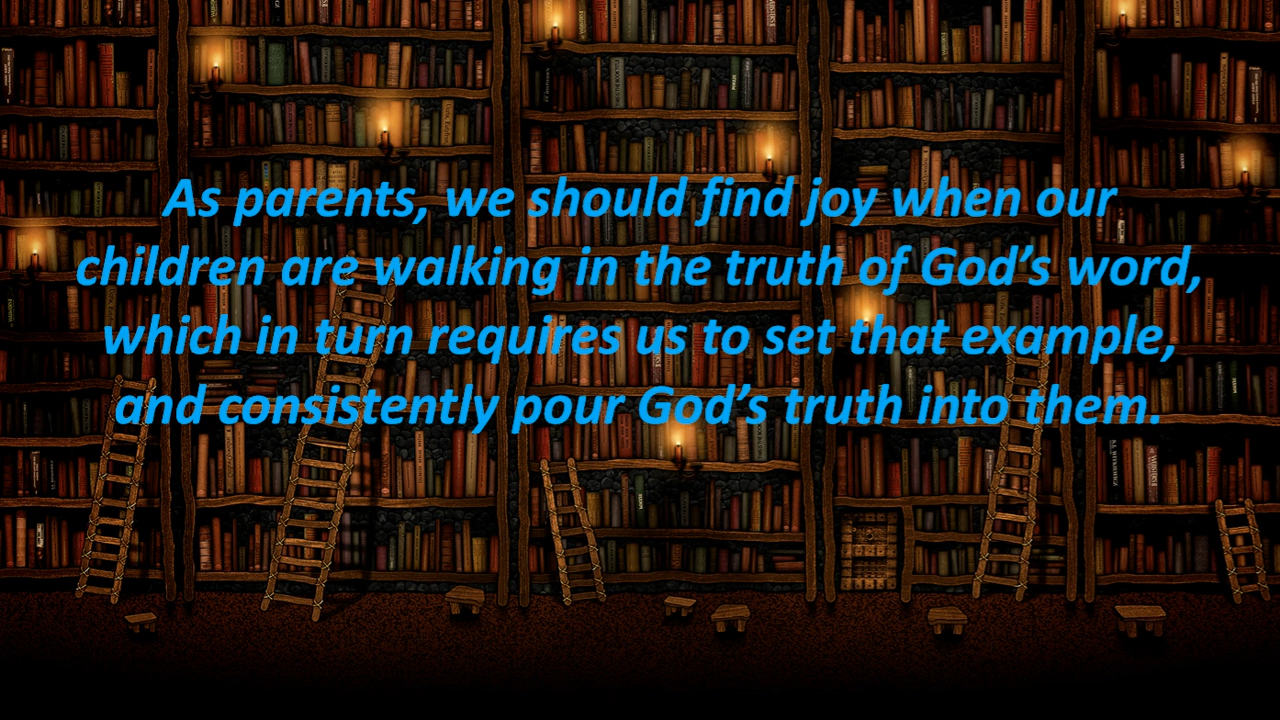 As parents, we should find joy when our
children are walking in the truth of God’s word,
which in turn requires us to set that example,
and consistently pour God’s truth into them.